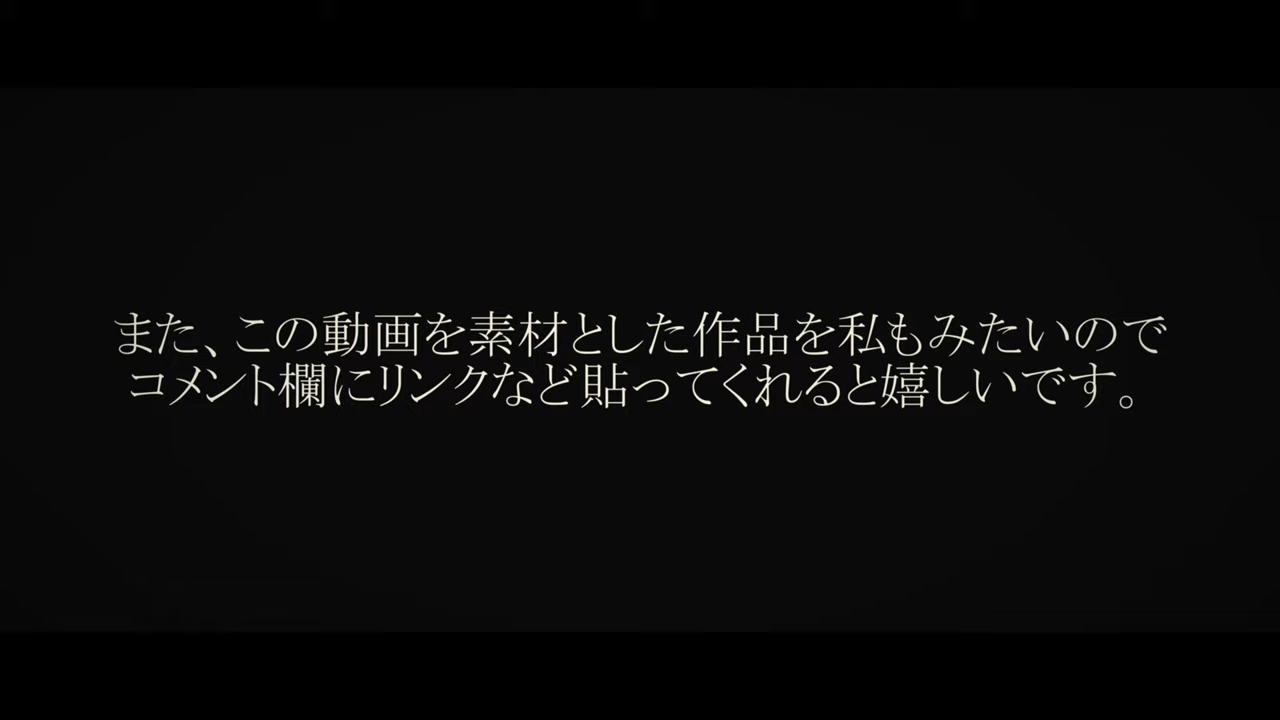 また、この動画を素材とした作品を私もみたいので
コメント欄にリンクなど貼ってくれると嬉しいです。